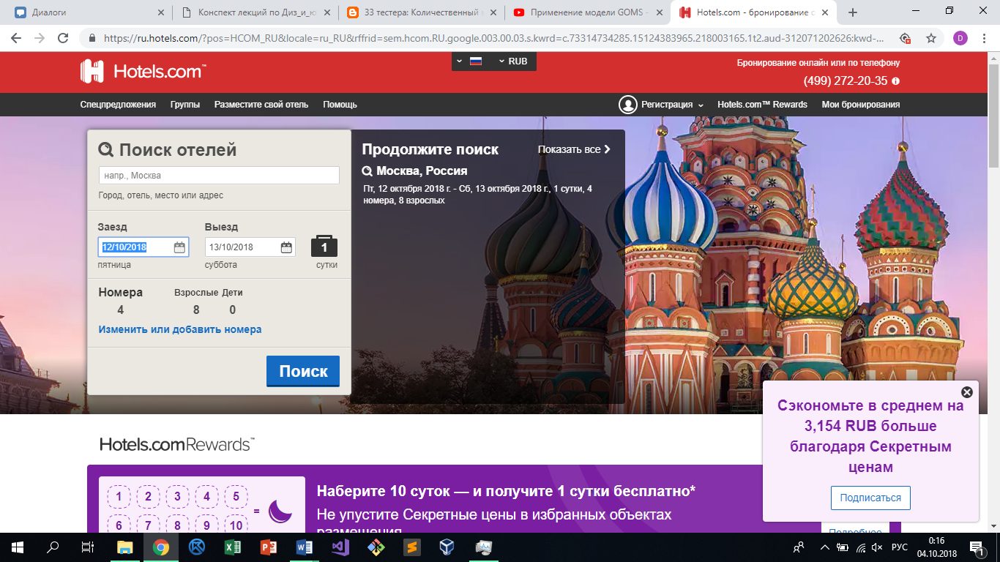 Диалоги
Конспект лекций по Диз_и_ю
33 тестера: Количественный
Применение модели GOMS -
Hotels.com - бронирование о
https://ru.hotels.com/?pos=HCOM_RU&locale=ru_RU&rffrid=sem.hcom.RU.google.003.00.03.s.kwrd=c.73314734285.15124383965.218003165.1t2.aud-312071202626:kwd-...
D
Hotels.com™
RUB
Бронирование онлайн или по телефону
(499) 272-20-35
Спецпредложения Группы Разместите свой отель Помощь
Регистрация Hotels.com™ Rewards Мои бронирования
Поиск отелей
напр., Москва
Город, отель, место или адрес
Заезд Выезд
12/10/2018 13/10/2018 1
пятница суббота сутки
Номера Взрослые Дети
4 8 0
Изменить или добавить номера
Поиск
Продолжите поиск Показать все
Москва, Россия
Пт, 12 октября 2018 г. - Сб, 13 октября 2018 г., 1 сутки, 4
номера, 8 взрослых
Сэкономьте в среднем на
3,154 RUB больше
благодаря Секретным
ценам
Подписаться
Hotels.comRewards™
1 2 3 4 5
6 7 8 9 10
=
Наберите 10 суток — и получите 1 сутки бесплатно*
Не упустите Секретные цены в избранных объектах
размещения
Подробнее
РУС
0:16
04.10.2018
1